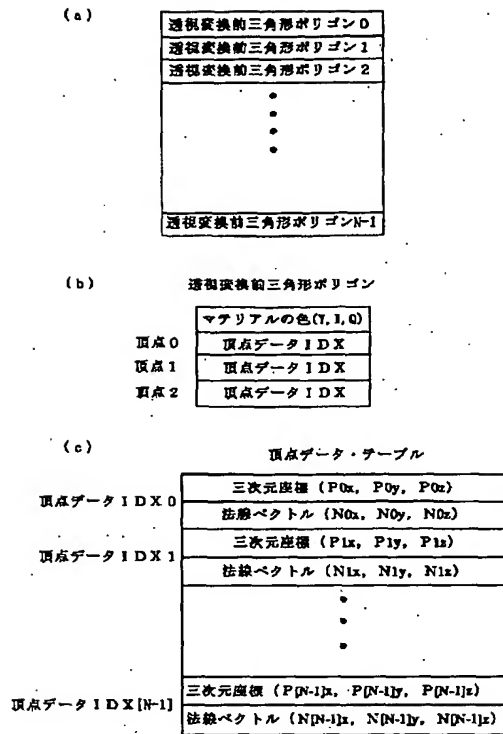 (a)
透視変換前三角形ポリゴン0
透視変換前三角形ポリゴン1
透視変換前三角形ポリゴン2
透視変換前三角形ポリゴンN-1
(b) 透視変換前三角形ポリゴン
マテリアルの色(Y, I, Q)
頂点0 頂点データIDX
頂点1 頂点データIDX
頂点2 頂点データIDX
(c) 頂点データ・テーブル
頂点データIDX0
三次元座標 (P0x, P0y, P0z)
法線ベクトル (N0x, N0y, N0z)
頂点データIDX1
三次元座標 (P1x, P1y, P1z)
法線ベクトル (N1x, N1y, N1z)
頂点データIDX[N-1]
三次元座標 (P[N-1]x, P[N-1]y, P[N-1]z)
法線ベクトル (N[N-1]x, N[N-1]y, N[N-1]z)